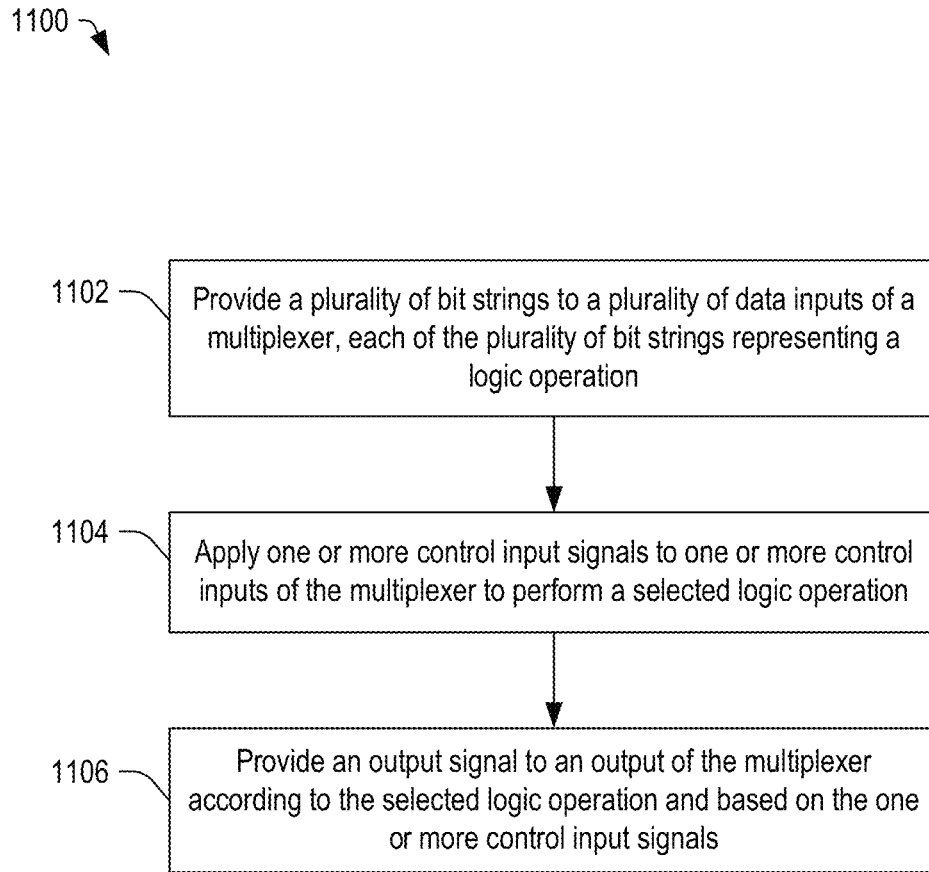 1100
1102
Provide a plurality of bit strings to a plurality of data inputs of a
multiplexer, each of the plurality of bit strings representing a
logic operation
1104
Apply one or more control input signals to one or more control
inputs of the multiplexer to perform a selected logic operation
1106
Provide an output signal to an output of the multiplexer
according to the selected logic operation and based on the one
or more control input signals